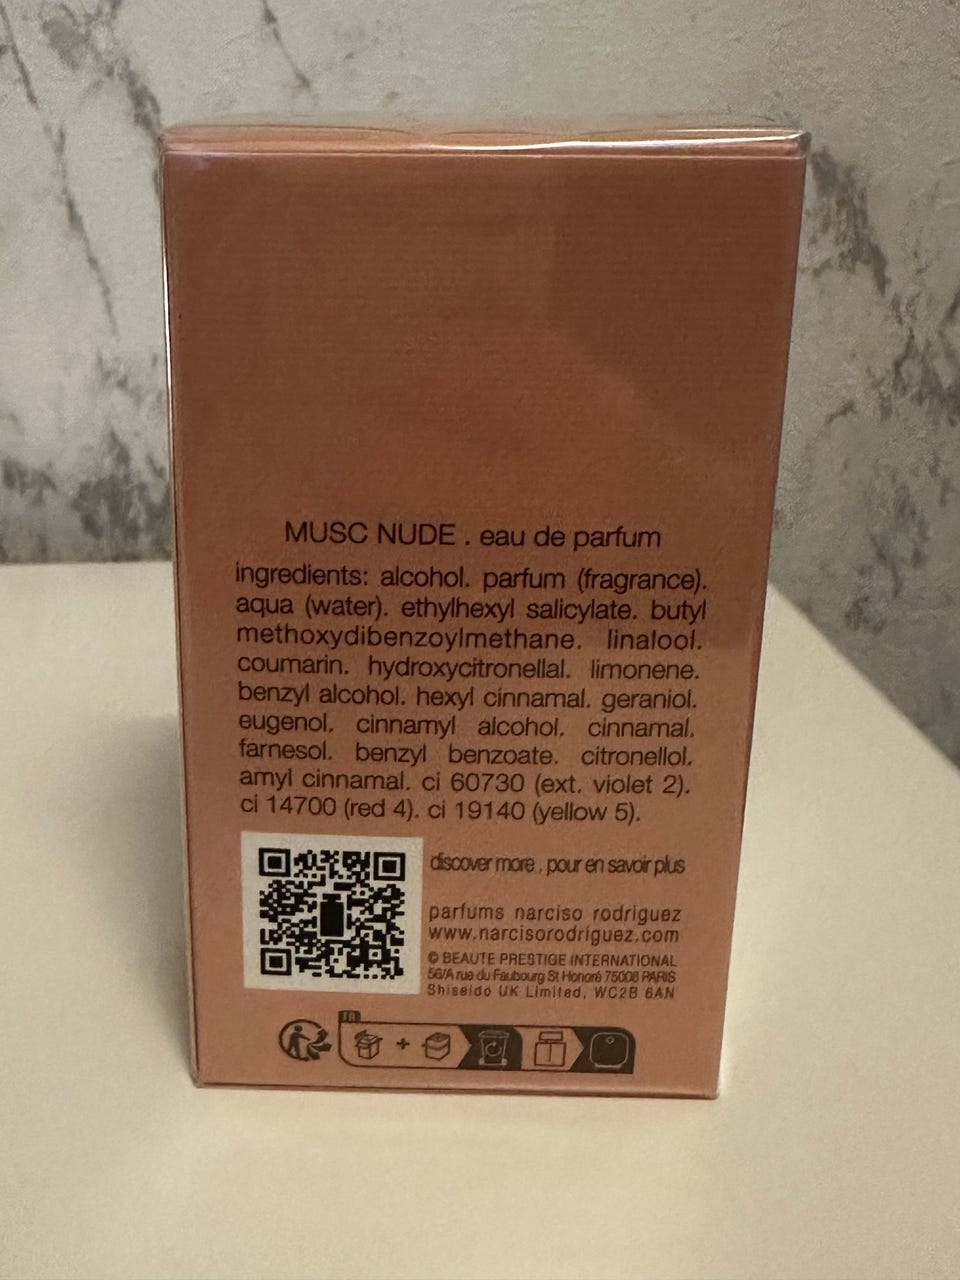 MUSC NUDE . eau de parfum
ingredients: alcohol. parfum (fragrance).
aqua (water). ethylhexyl salicylate. butyl
methoxydibenzoylmethane. linalool.
coumarin. hydroxycitronellal. limonene.
benzyl alcohol. hexyl cinnamal. geraniol.
eugenol. cinnamyl alcohol. cinnamal.
farnesol. benzyl benzoate. citronellol.
amyl cinnamal. ci 60730 (ext. violet 2).
ci 14700 (red 4). ci 19140 (yellow 5).
discover more . pour en savoir plus
parfums narciso rodriguez
www.narcisorodriguez.com
© BEAUTE PRESTIGE INTERNATIONAL
56/A rue du Faubourg St Honoré 75008 PARIS
Shiseido UK Limited, WC2B 6AN
FR